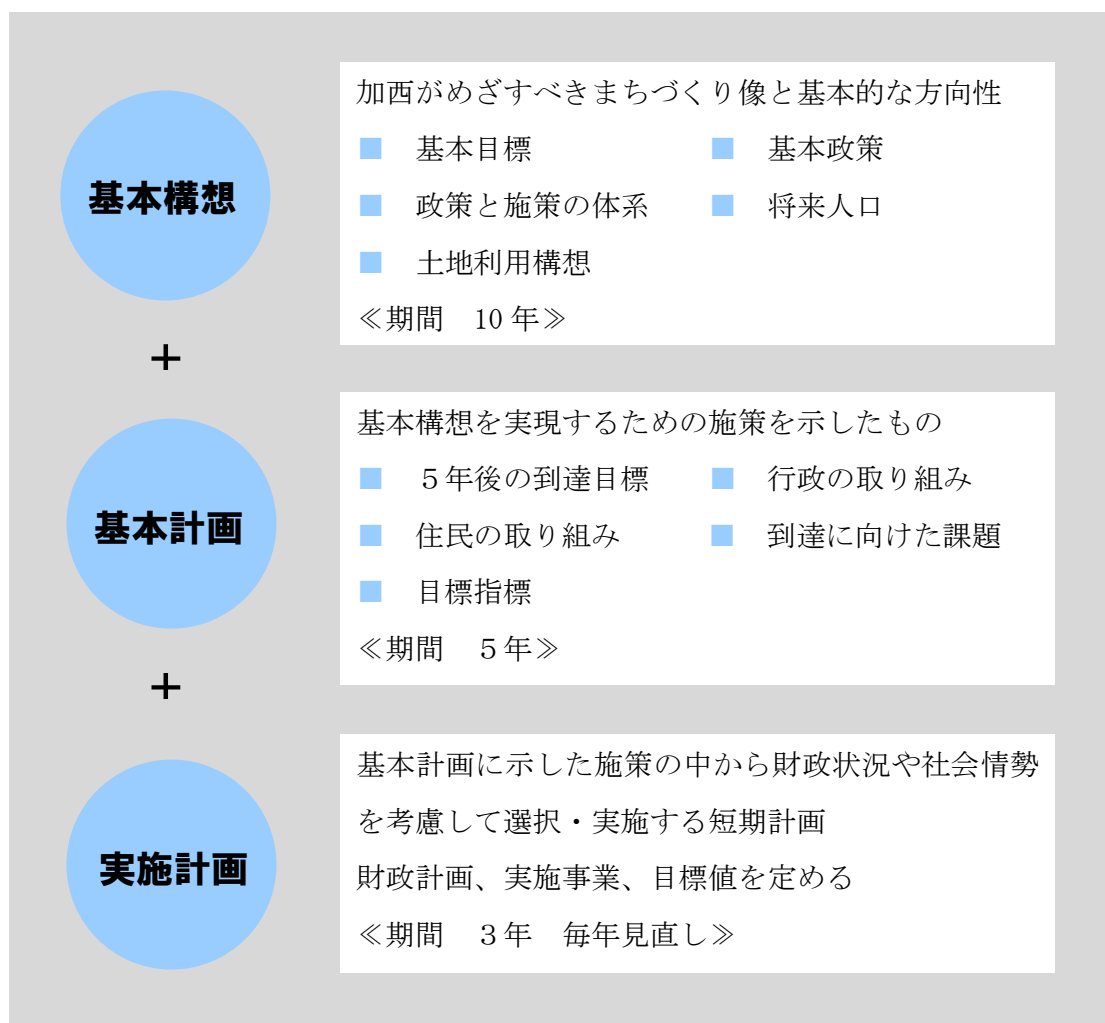 基本構想
加西がめざすべきまちづくり像と基本的な方向性
■ 基本目標 ■ 基本政策
■ 政策と施策の体系 ■ 将来人口
■ 土地利用構想
≪期間 10 年≫
+
基本計画
基本構想を実現するための施策を示したもの
■ 5年後の到達目標 ■ 行政の取り組み
■ 住民の取り組み ■ 到達に向けた課題
■ 目標指標
≪期間 5年≫
+
実施計画
基本計画に示した施策の中から財政状況や社会情勢
を考慮して選択・実施する短期計画
財政計画、実施事業、目標値を定める
≪期間 3年 毎年見直し≫